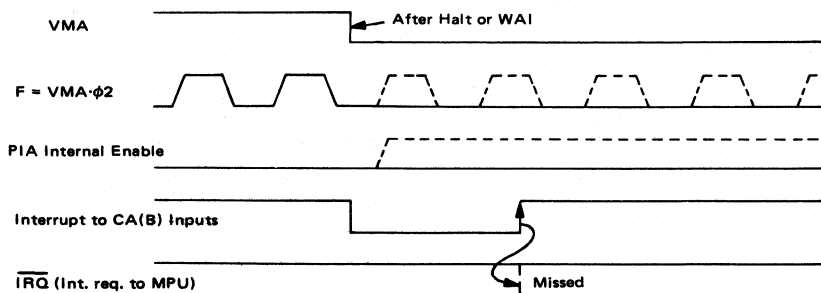 VMA
After Halt or WAI
F = VMA·ϕ2
PIA Internal Enable
Interrupt to CA(B) Inputs
IRQ (Int. req. to MPU)
Missed